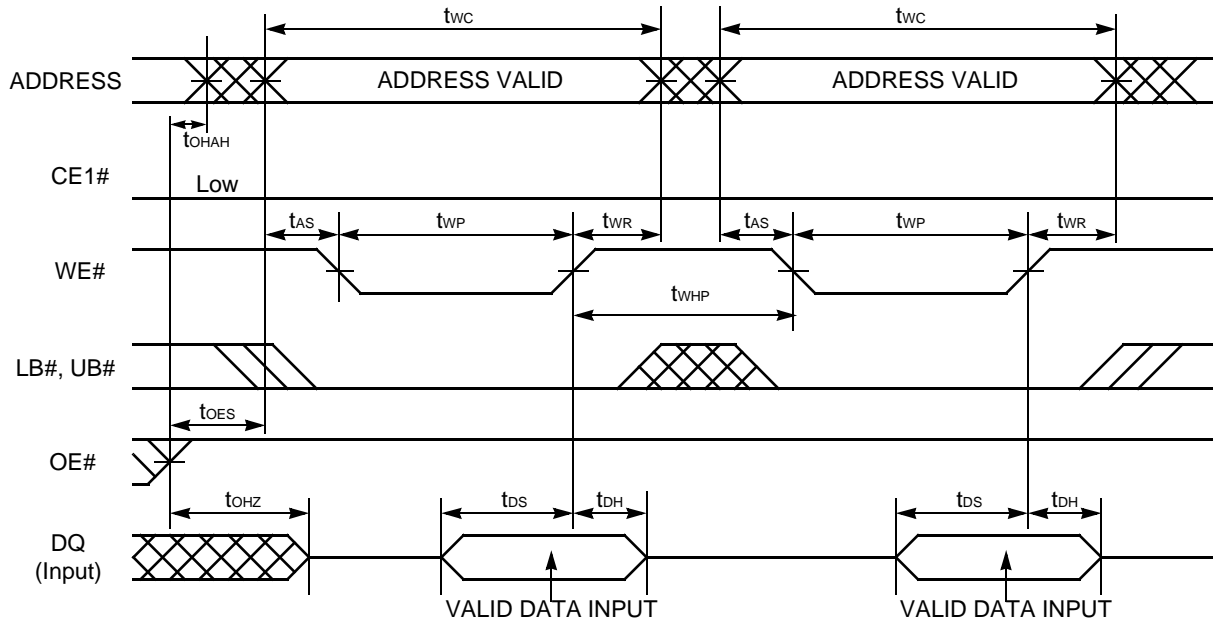 tWC tWC
ADDRESS ADDRESS VALID ADDRESS VALID
tOHAH
CE1# Low
tAS tWP tWR tAS tWP tWR
WE#
tWHP
LB#, UB#
tOES
OE#
tOHZ tDS tDH tDS tDH
DQ
(Input)
VALID DATA INPUT VALID DATA INPUT